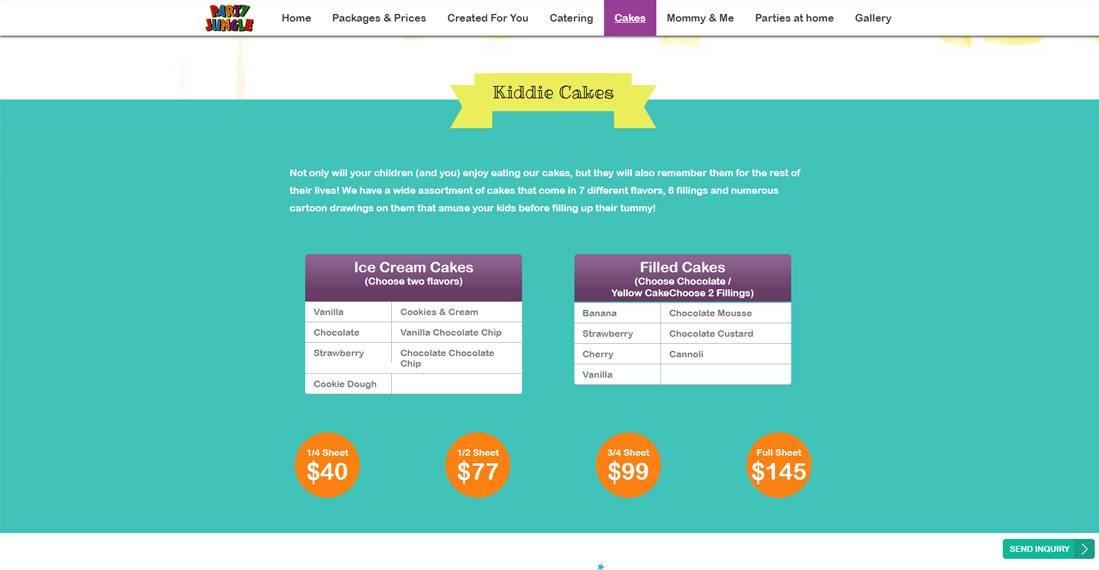 PARTY
JUNGLE
Home Packages & Prices Created For You Catering Cakes Mommy & Me Parties at home Gallery
Kiddie Cakes
Not only will your children (and you) enjoy eating our cakes, but they will also remember them for the rest of
their lives! We have a wide assortment of cakes that come in 7 different flavors, 8 fillings and numerous
cartoon drawings on them that amuse your kids before filling up their tummy!
Ice Cream Cakes
(Choose two flavors)
Vanilla Cookies & Cream
Chocolate Vanilla Chocolate Chip
Strawberry Chocolate Chocolate
Chip
Cookie Dough
Filled Cakes
(Choose Chocolate /
Yellow CakeChoose 2 Fillings)
Banana Chocolate Mousse
Strawberry Chocolate Custard
Cherry Cannoli
Vanilla
1/4 Sheet
$40
1/2 Sheet
$77
3/4 Sheet
$99
Full Sheet
$145
SEND INQUIRY